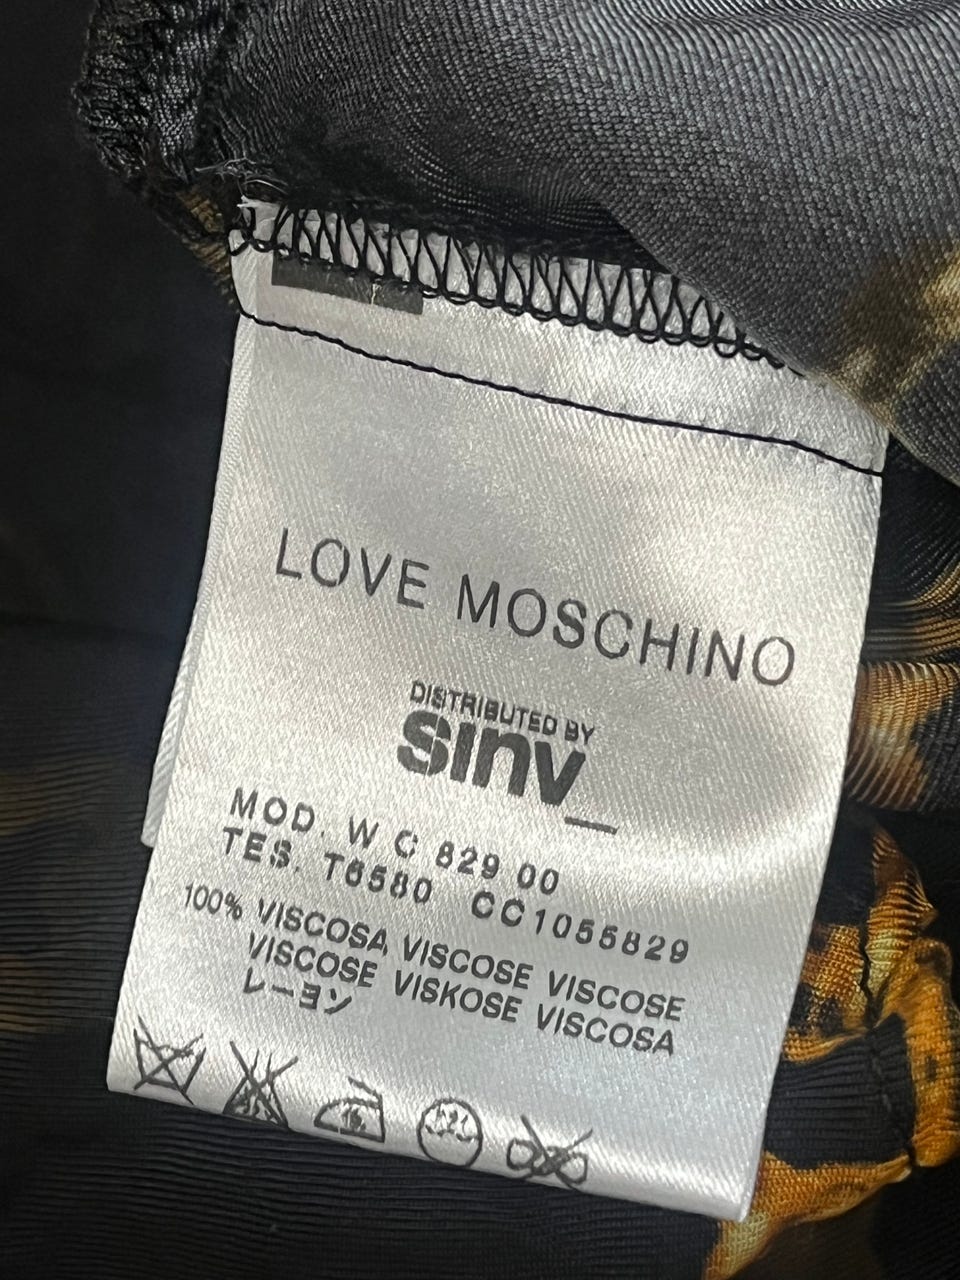 LOVE MOSCHINO
DISTRIBUTED BY
sinv_
MOD. W C 829 00
TES. T6580 CC1055829
100% VISCOSA VISCOSE VISCOSE
VISCOSE VISKOSE VISCOSA
レーヨン